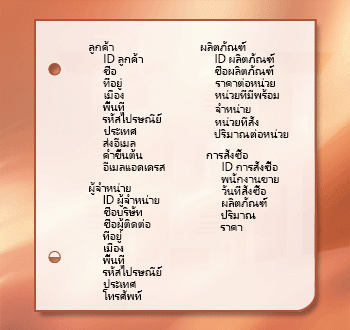 ลูกค้า
ID ลูกค้า
ชื่อ
ที่อยู่
เมือง
พื้นที่
รหัสไปรษณีย์
ประเทศ
ส่งอีเมล
คำขึ้นต้น
อีเมลแอดเดรส
ผู้จำหน่าย
ID ผู้จำหน่าย
ชื่อบริษัท
ชื่อผู้ติดต่อ
ที่อยู่
เมือง
พื้นที่
รหัสไปรษณีย์
ประเทศ
โทรศัพท์
ผลิตภัณฑ์
ID ผลิตภัณฑ์
ชื่อผลิตภัณฑ์
ราคาต่อหน่วย
หน่วยที่มีพร้อม
จำหน่าย
หน่วยที่สั่ง
ปริมาณต่อหน่วย
การสั่งซื้อ
ID การสั่งซื้อ
พนักงานขาย
วันที่สั่งซื้อ
ผลิตภัณฑ์
ปริมาณ
ราคา